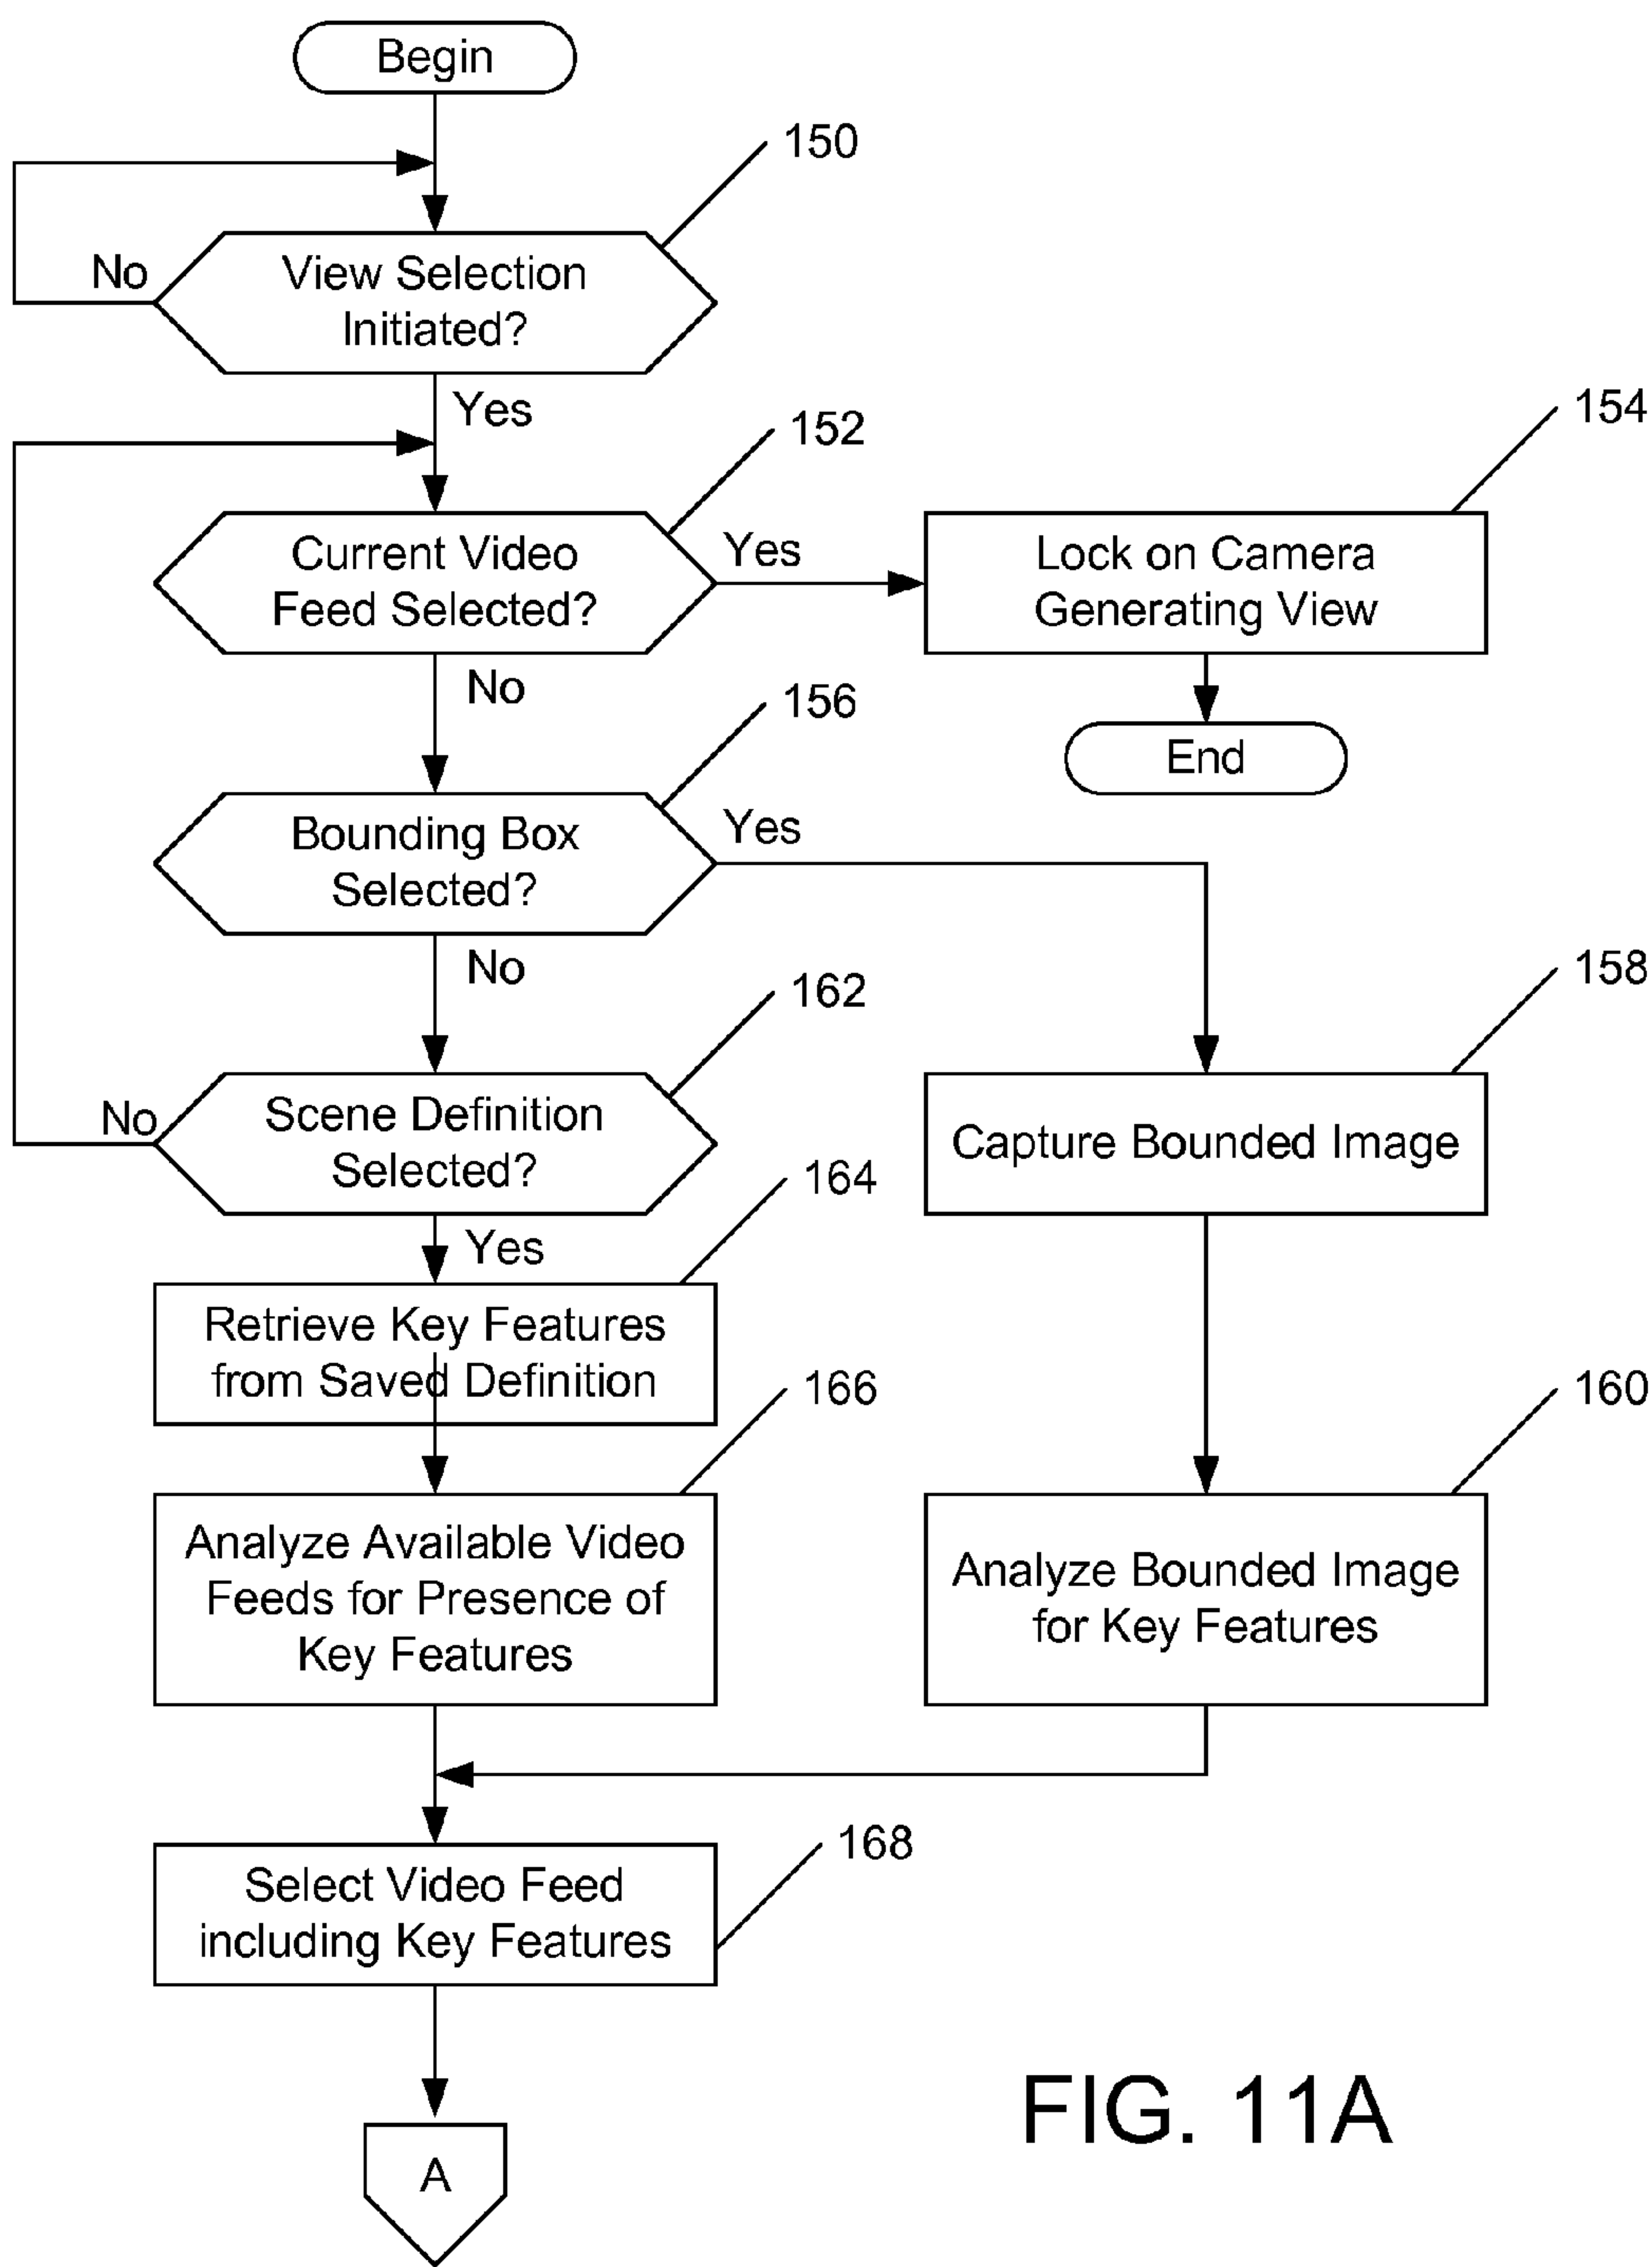 Begin
150
No
View Selection
Initiated?
Yes
152
154
Current Video
Feed Selected?
Yes
Lock on Camera
Generating View
No
156
End
Bounding Box
Selected?
Yes
No
162
158
No
Scene Definition
Selected?
Capture Bounded Image
164
Yes
Retrieve Key Features
from Saved Definition
166
160
Analyze Available Video
Feeds for Presence of
Key Features
Analyze Bounded Image
for Key Features
168
Select Video Feed
including Key Features
A
FIG. 11A